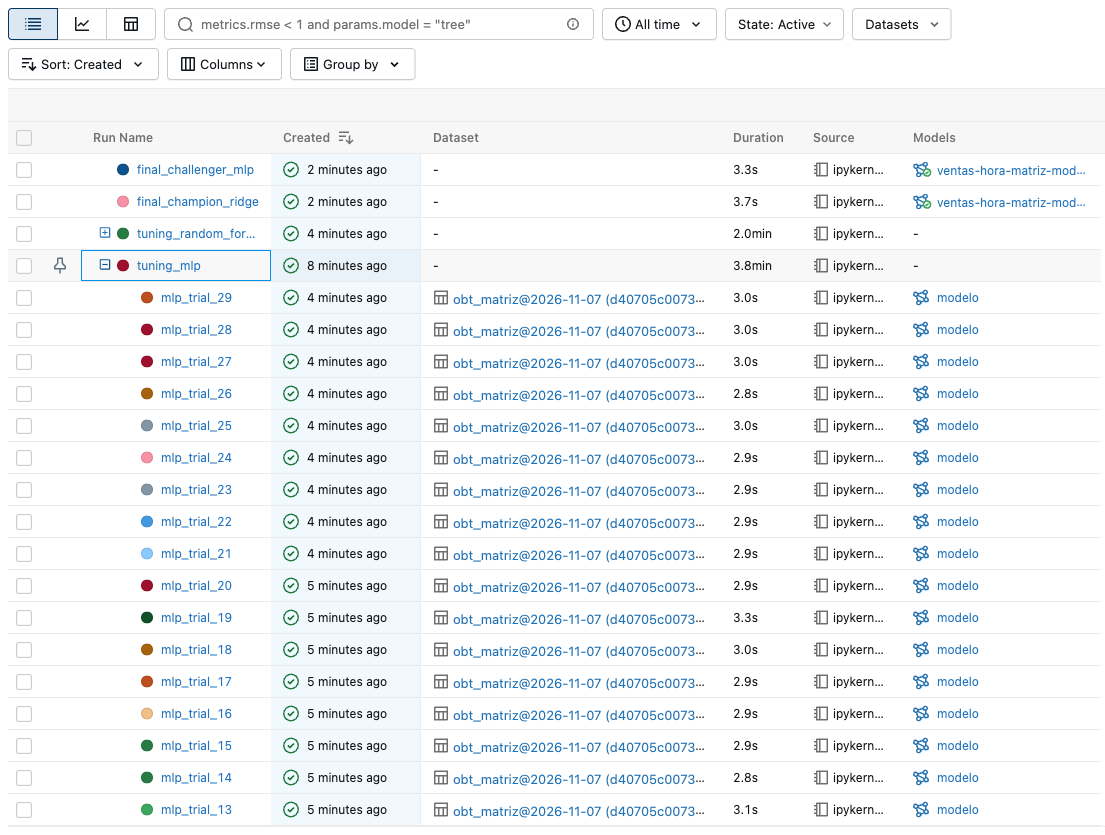 metrics.rmse < 1 and params.model = "tree" All time State: Active Datasets
Sort: Created Columns Group by
Run Name Created Dataset Duration Source Models
final_challenger_mlp 2 minutes ago - 3.3s ipykern... ventas-hora-matriz-mod...
final_champion_ridge 2 minutes ago - 3.7s ipykern... ventas-hora-matriz-mod...
tuning_random_for... 4 minutes ago - 2.0min ipykern... -
tuning_mlp 8 minutes ago - 3.8min ipykern... -
mlp_trial_29 4 minutes ago obt_matriz@2026-11-07 (d40705c0073... 3.0s ipykern... modelo
mlp_trial_28 4 minutes ago obt_matriz@2026-11-07 (d40705c0073... 3.0s ipykern... modelo
mlp_trial_27 4 minutes ago obt_matriz@2026-11-07 (d40705c0073... 3.0s ipykern... modelo
mlp_trial_26 4 minutes ago obt_matriz@2026-11-07 (d40705c0073... 2.8s ipykern... modelo
mlp_trial_25 4 minutes ago obt_matriz@2026-11-07 (d40705c0073... 3.0s ipykern... modelo
mlp_trial_24 4 minutes ago obt_matriz@2026-11-07 (d40705c0073... 2.9s ipykern... modelo
mlp_trial_23 4 minutes ago obt_matriz@2026-11-07 (d40705c0073... 2.9s ipykern... modelo
mlp_trial_22 4 minutes ago obt_matriz@2026-11-07 (d40705c0073... 2.9s ipykern... modelo
mlp_trial_21 4 minutes ago obt_matriz@2026-11-07 (d40705c0073... 2.9s ipykern... modelo
mlp_trial_20 5 minutes ago obt_matriz@2026-11-07 (d40705c0073... 2.9s ipykern... modelo
mlp_trial_19 5 minutes ago obt_matriz@2026-11-07 (d40705c0073... 3.3s ipykern... modelo
mlp_trial_18 5 minutes ago obt_matriz@2026-11-07 (d40705c0073... 3.0s ipykern... modelo
mlp_trial_17 5 minutes ago obt_matriz@2026-11-07 (d40705c0073... 2.9s ipykern... modelo
mlp_trial_16 5 minutes ago obt_matriz@2026-11-07 (d40705c0073... 2.9s ipykern... modelo
mlp_trial_15 5 minutes ago obt_matriz@2026-11-07 (d40705c0073... 2.9s ipykern... modelo
mlp_trial_14 5 minutes ago obt_matriz@2026-11-07 (d40705c0073... 2.8s ipykern... modelo
mlp_trial_13 5 minutes ago obt_matriz@2026-11-07 (d40705c0073... 3.1s ipykern... modelo